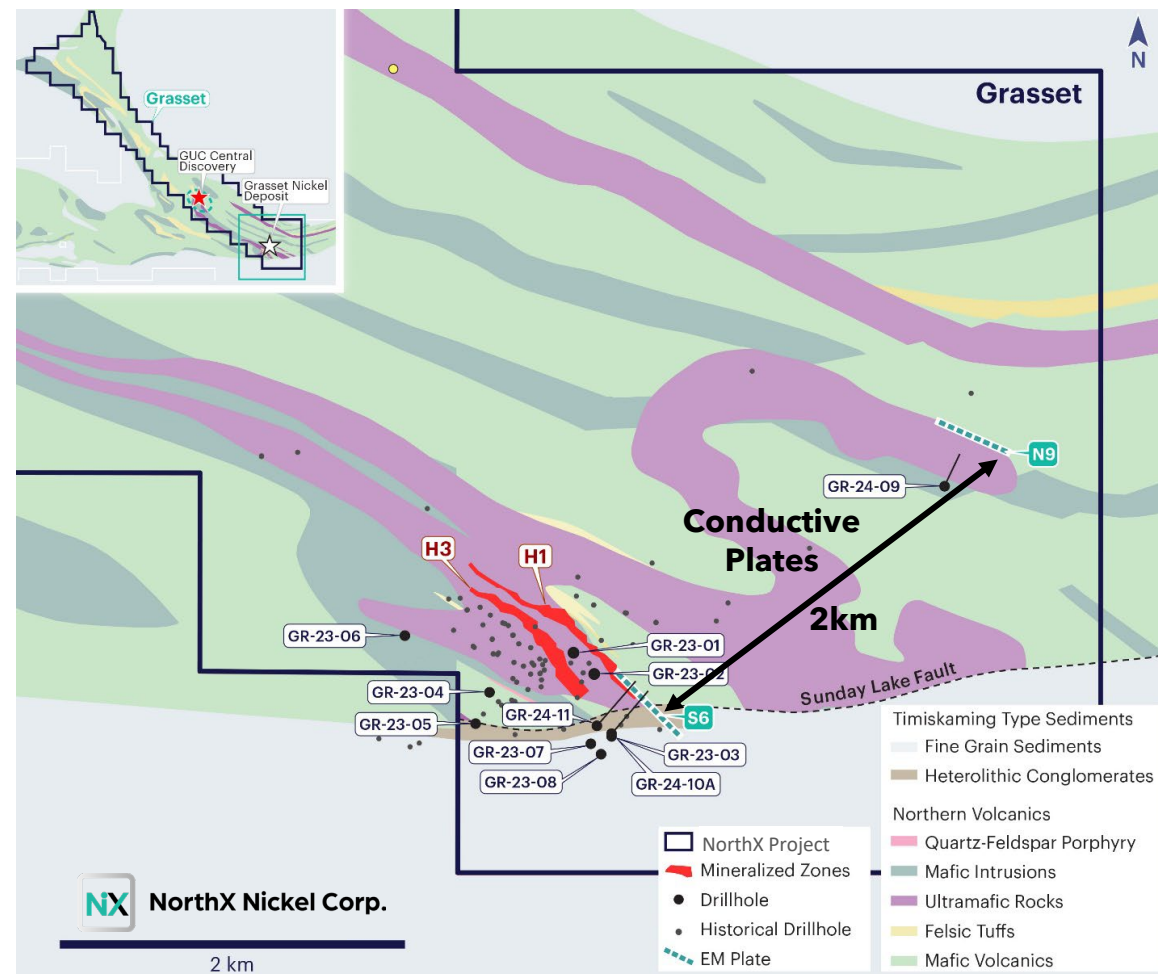 N
Grasset
Grasset
GUC Central
Discovery
Grasset Nickel
Deposit
N9
GR-24-09
Conductive
Plates
2km
H3
H1
GR-23-06
GR-23-01
GR-23-02
GR-23-04
GR-23-05
GR-24-11
S6
Sunday Lake Fault
GR-23-07
GR-23-03
GR-23-08
GR-24-10A
Timiskaming Type Sediments
Fine Grain Sediments
Heterolithic Conglomerates
Northern Volcanics
Quartz-Feldspar Porphyry
Mafic Intrusions
Ultramafic Rocks
Felsic Tuffs
Mafic Volcanics
NorthX Project
Mineralized Zones
Drillhole
Historical Drillhole
EM Plate
NiX
NorthX Nickel Corp.
2 km